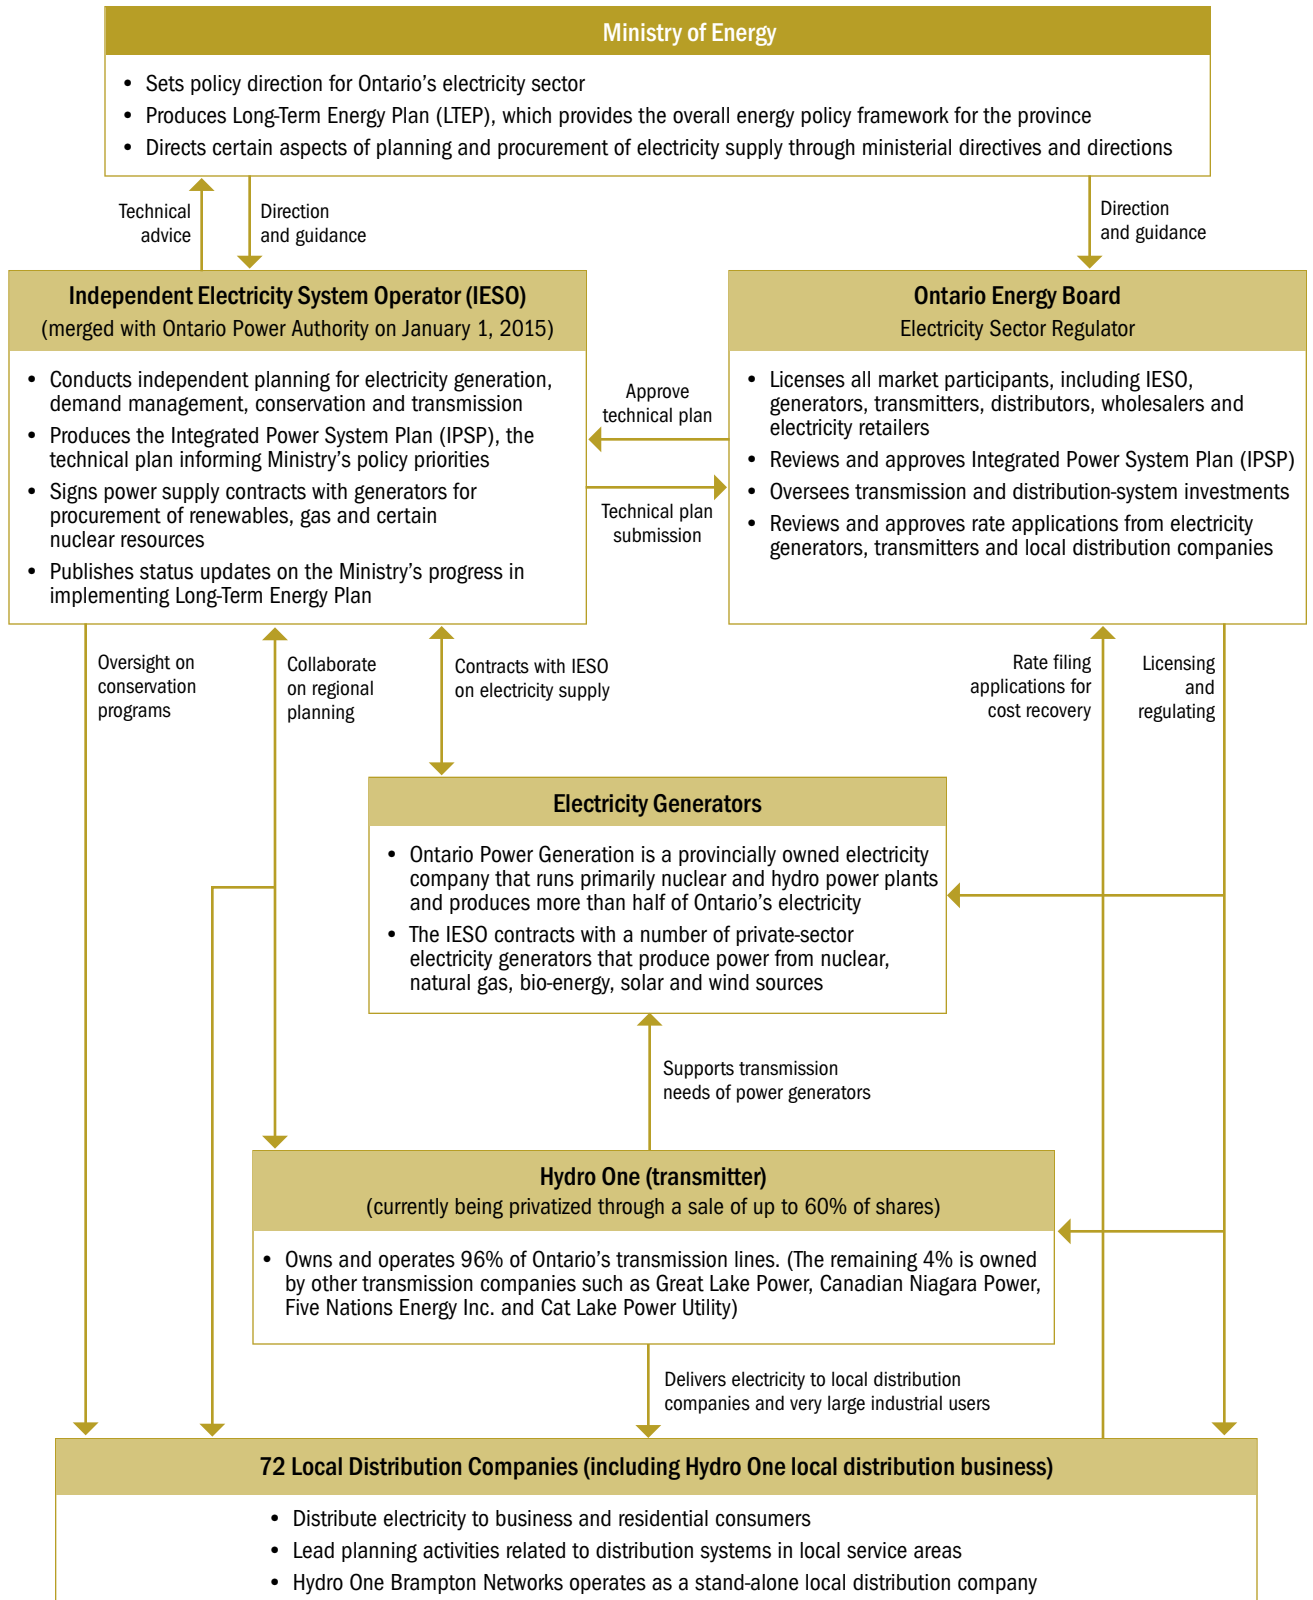 Ministry of Energy
• Sets policy direction for Ontario's electricity sector
• Produces Long-Term Energy Plan (LTEP), which provides the overall energy policy framework for the province
• Directs certain aspects of planning and procurement of electricity supply through ministerial directives and directions
Technical
advice
Direction
and guidance
Direction
and guidance
Independent Electricity System Operator (IESO)
(merged with Ontario Power Authority on January 1, 2015)
• Conducts independent planning for electricity generation,
demand management, conservation and transmission
• Produces the Integrated Power System Plan (IPSP), the
technical plan informing Ministry's policy priorities
• Signs power supply contracts with generators for
procurement of renewables, gas and certain
nuclear resources
• Publishes status updates on the Ministry's progress in
implementing Long-Term Energy Plan
Approve
technical plan
Technical plan
submission
Ontario Energy Board
Electricity Sector Regulator
• Licenses all market participants, including IESO,
generators, transmitters, distributors, wholesalers and
electricity retailers
• Reviews and approves Integrated Power System Plan (IPSP)
• Oversees transmission and distribution-system investments
• Reviews and approves rate applications from electricity
generators, transmitters and local distribution companies
Oversight on
conservation
programs
Collaborate
on regional
planning
Contracts with IESO
on electricity supply
Rate filing
applications for
cost recovery
Licensing
and
regulating
Electricity Generators
• Ontario Power Generation is a provincially owned electricity
company that runs primarily nuclear and hydro power plants
and produces more than half of Ontario's electricity
• The IESO contracts with a number of private-sector
electricity generators that produce power from nuclear,
natural gas, bio-energy, solar and wind sources
Supports transmission
needs of power generators
Hydro One (transmitter)
(currently being privatized through a sale of up to 60% of shares)
• Owns and operates 96% of Ontario's transmission lines. (The remaining 4% is owned
by other transmission companies such as Great Lake Power, Canadian Niagara Power,
Five Nations Energy Inc. and Cat Lake Power Utility)
Delivers electricity to local distribution
companies and very large industrial users
72 Local Distribution Companies (including Hydro One local distribution business)
• Distribute electricity to business and residential consumers
• Lead planning activities related to distribution systems in local service areas
• Hydro One Brampton Networks operates as a stand-alone local distribution company